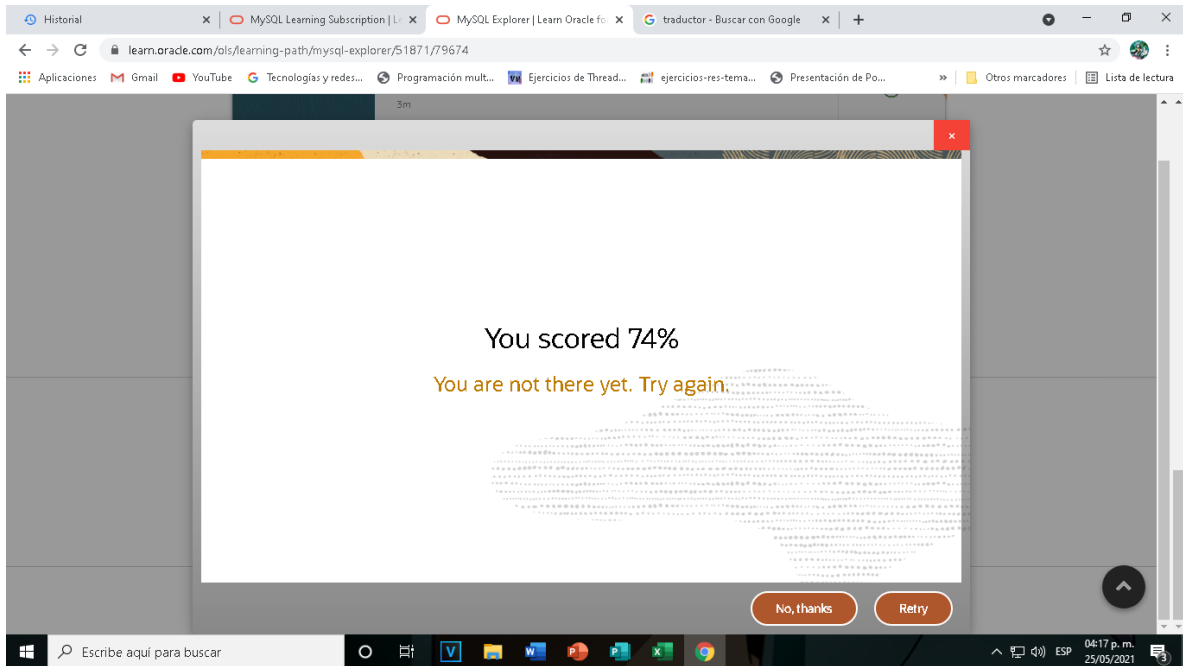 Historial
MySQL Learning Subscription | Le
MySQL Explorer | Learn Oracle fo
traductor - Buscar con Google
learn.oracle.com/ols/learning-path/mysql-explorer/51871/79674
Aplicaciones
Gmail
YouTube
Tecnologías y redes...
Programación mult...
Ejercicios de Thread...
ejercicios-res-tema...
Presentación de Po...
»
Otros marcadores
Lista de lectura
3m
You scored 74%
You are not there yet. Try again.
No, thanks
Retry
Escribe aquí para buscar
ESP
04:17 p. m.
25/05/2021
3